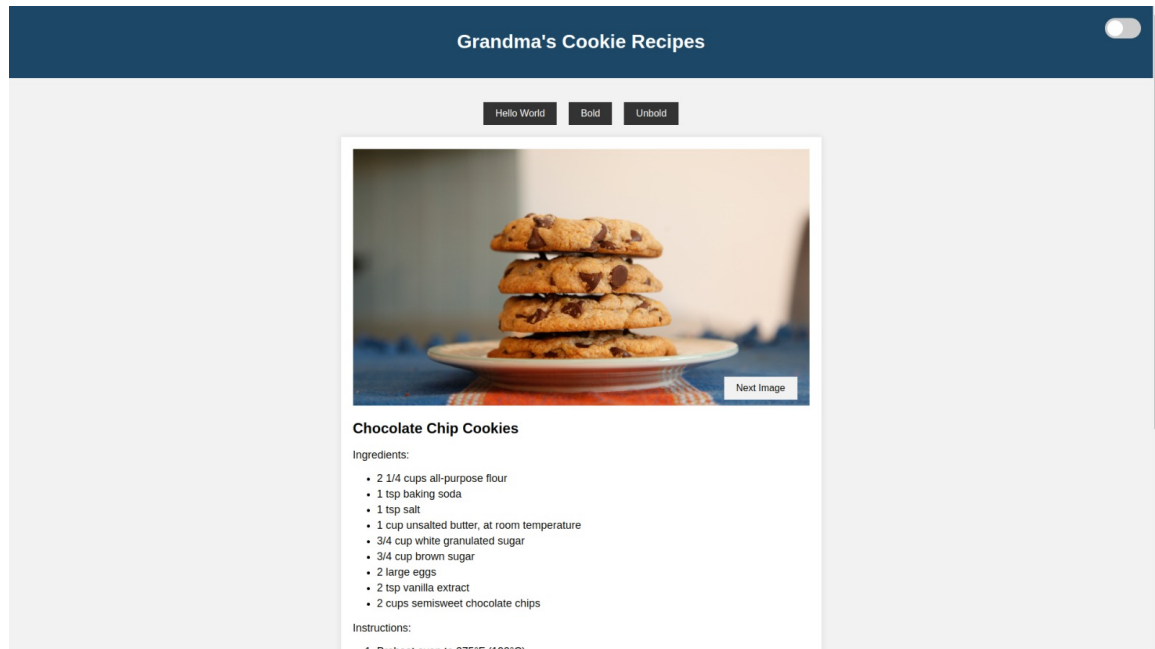 Grandma's Cookie Recipes
Hello World Bold Unbold
Next Image
Chocolate Chip Cookies
Ingredients:
• 2 1/4 cups all-purpose flour
• 1 tsp baking soda
• 1 tsp salt
• 1 cup unsalted butter, at room temperature
• 3/4 cup white granulated sugar
• 3/4 cup brown sugar
• 2 large eggs
• 2 tsp vanilla extract
• 2 cups semisweet chocolate chips
Instructions: